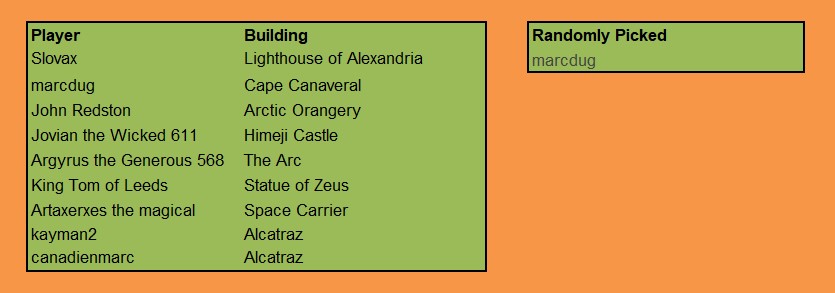 Player Building
Slovax Lighthouse of Alexandria
marcdug Cape Canaveral
John Redston Arctic Orangery
Jovian the Wicked 611 Himeji Castle
Argyrus the Generous 568 The Arc
King Tom of Leeds Statue of Zeus
Artaxerxes the magical Space Carrier
kayman2 Alcatraz
canadienmarc Alcatraz
Randomly Picked
marcdug